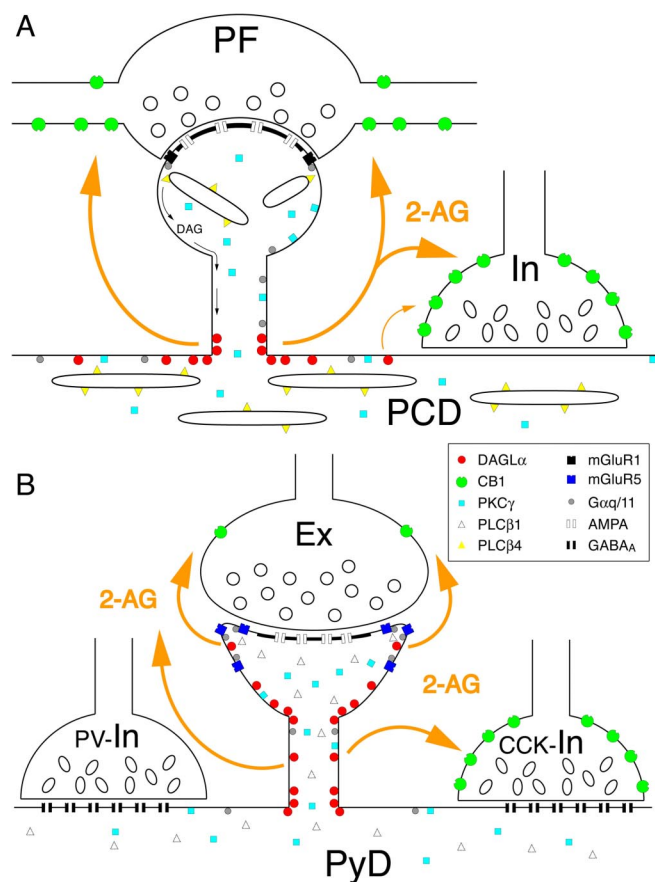 A
PF
DAG
2-AG
In
PCD
DAGLα
CB1
PKCγ
PLCβ1
PLCβ4
mGluR1
mGluR5
Gαq/11
AMPA
GABAA
B
Ex
2-AG
2-AG
PV-In
CCK-In
PyD